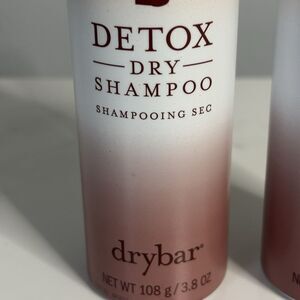 DETOX
DRY
SHAMPOO
SHAMPOOING SEC
drybar®
NET WT 108 g / 3.8 OZ